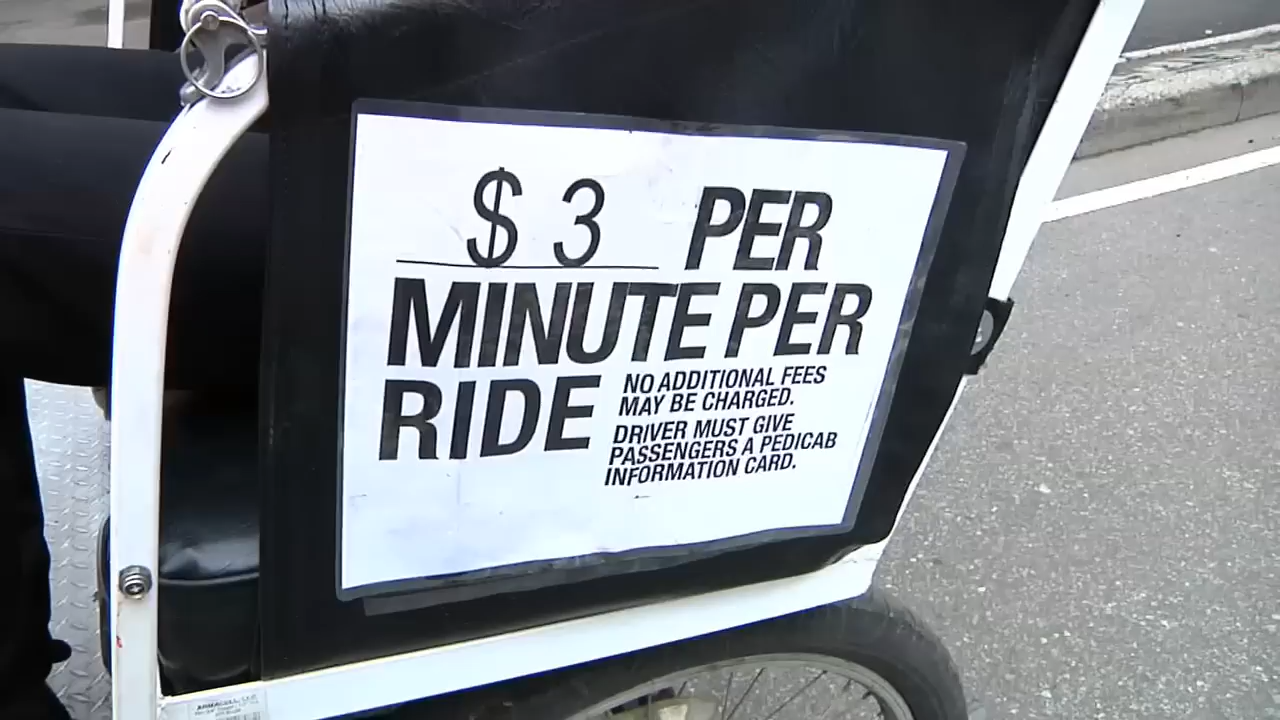 $ 3 PER
MINUTE PER
RIDE
NO ADDITIONAL FEES
MAY BE CHARGED.
DRIVER MUST GIVE
PASSENGERS A PEDICAB
INFORMATION CARD.